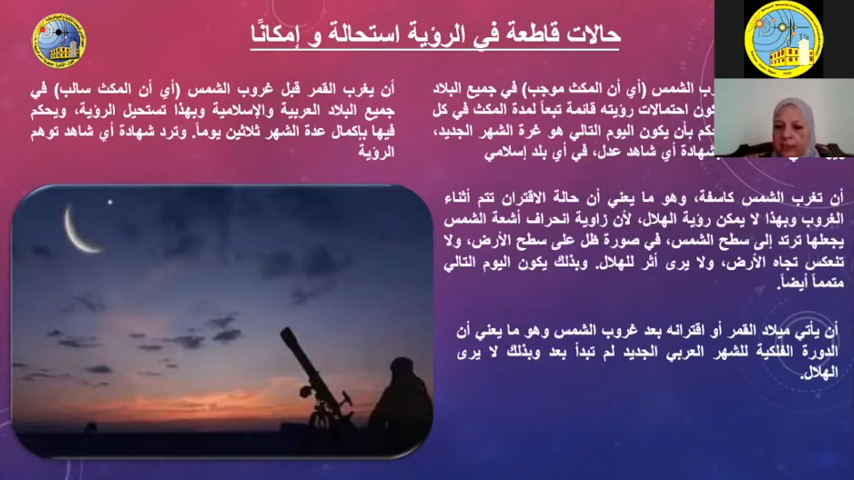 حالات قاطعة في الرؤية استحالة و إمكانًا
رب الشمس (أي أن المكث موجب) في جميع البلاد
كون احتمالات رؤيته قائمة تبعاً لمدة المكث في كل
حكم بأن يكون اليوم التالي هو غرة الشهر الجديد،
شهادة أي شاهد عدل، في أي بلد إسلامي
أن تغرب الشمس كاسفة، وهو ما يعني أن حالة الاقتران تتم أثناء
الغروب وبهذا لا يمكن رؤية الهلال، لأن زاوية انحراف أشعة الشمس
يجعلها ترتد إلى سطح الشمس، في صورة ظل على سطح الأرض، ولا
تنعكس تجاه الأرض، ولا يرى أثر للهلال. وبذلك يكون اليوم التالي
متمماً أيضاً.
أن يأتي ميلاد القمر أو اقترانه بعد غروب الشمس وهو ما يعني أن
الدورة الفلكية للشهر العربي الجديد لم تبدأ بعد وبذلك لا يرى
الهلال.
أن يغرب القمر قبل غروب الشمس (أي أن المكث سالب) في
جميع البلاد العربية والإسلامية وبهذا تستحيل الرؤية، ويحكم
فيها بإكمال عدة الشهر ثلاثين يوماً. وترد شهادة أي شاهد توهم
الرؤية